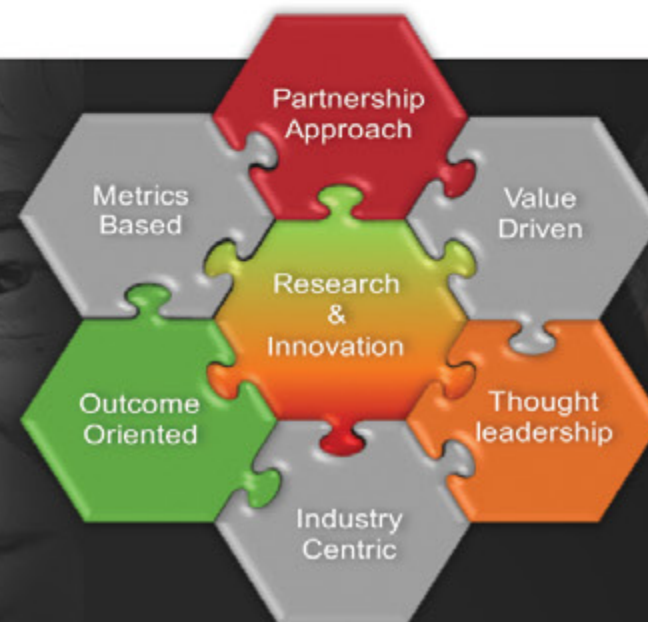 Partnership
Approach
Metrics
Based
Value
Driven
Research
&
Innovation
Outcome
Oriented
Thought
leadership
Industry
Centric